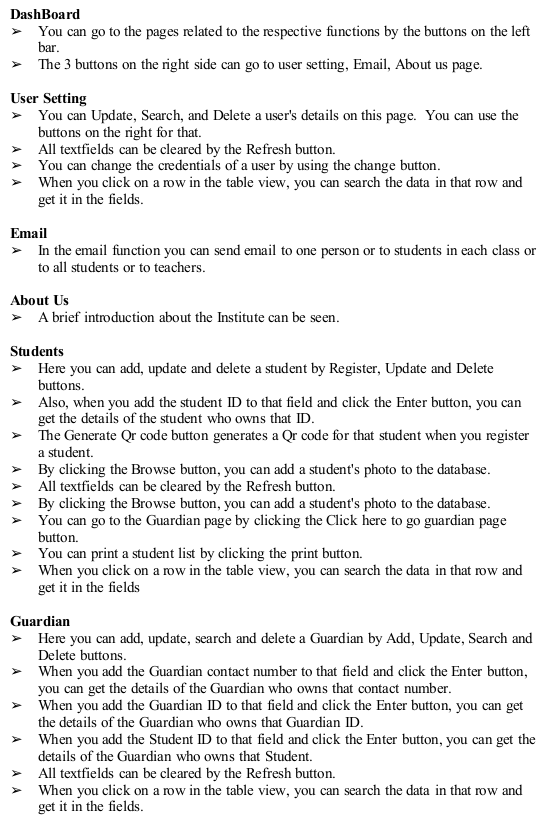 DashBoard
➢ You can go to the pages related to the respective functions by the buttons on the left
bar.
➢ The 3 buttons on the right side can go to user setting, Email, About us page.
User Setting
➢ You can Update, Search, and Delete a user's details on this page.  You can use the
buttons on the right for that.
➢ All textfields can be cleared by the Refresh button.
➢ You can change the credentials of a user by using the change button.
➢ When you click on a row in the table view, you can search the data in that row and
get it in the fields.
Email
➢ In the email function you can send email to one person or to students in each class or
to all students or to teachers.
About Us
➢ A brief introduction about the Institute can be seen.
Students
➢ Here you can add, update and delete a student by Register, Update and Delete
buttons.
➢ Also, when you add the student ID to that field and click the Enter button, you can
get the details of the student who owns that ID.
➢ The Generate Qr code button generates a Qr code for that student when you register
a student.
➢ By clicking the Browse button, you can add a student's photo to the database.
➢ All textfields can be cleared by the Refresh button.
➢ By clicking the Browse button, you can add a student's photo to the database.
➢ You can go to the Guardian page by clicking the Click here to go guardian page
button.
➢ You can print a student list by clicking the print button.
➢ When you click on a row in the table view, you can search the data in that row and
get it in the fields
Guardian
➢ Here you can add, update, search and delete a Guardian by Add, Update, Search and
Delete buttons.
➢ When you add the Guardian contact number to that field and click the Enter button,
you can get the details of the Guardian who owns that contact number.
➢ When you add the Guardian ID to that field and click the Enter button, you can get
the details of the Guardian who owns that Guardian ID.
➢ When you add the Student ID to that field and click the Enter button, you can get the
details of the Guardian who owns that Student.
➢ All textfields can be cleared by the Refresh button.
➢ When you click on a row in the table view, you can search the data in that row and
get it in the fields.